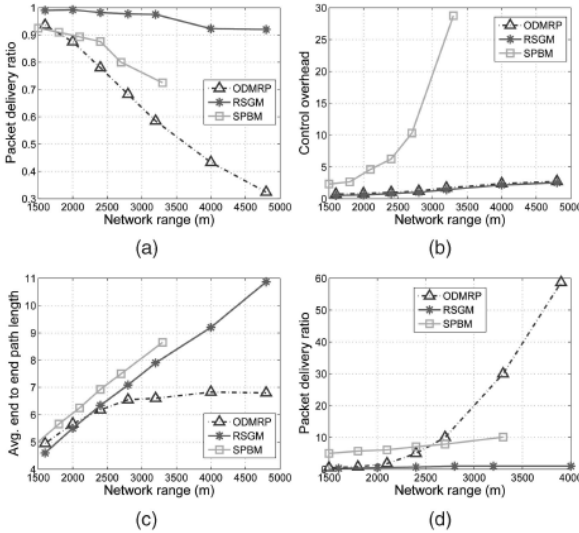 Packet delivery ratio
1
0.9
0.8
0.7
0.6
0.5
0.4
0.3
ODMRP
RSGM
SPBM
1500 2000 2500 3000 3500 4000 4500 5000
Network range (m)
(a)
Control overhead
30
25
20
15
10
5
0
ODMRP
RSGM
SPBM
1500 2000 2500 3000 3500 4000 4500 5000
Network range (m)
(b)
Avg. end to end path length
11
10
9
8
7
6
5
4
ODMRP
RSGM
SPBM
1500 2000 2500 3000 3500 4000 4500 5000
Network range (m)
(c)
Packet delivery ratio
60
50
40
30
20
10
0
ODMRP
RSGM
SPBM
1500 2000 2500 3000 3500 4000
Network range (m)
(d)